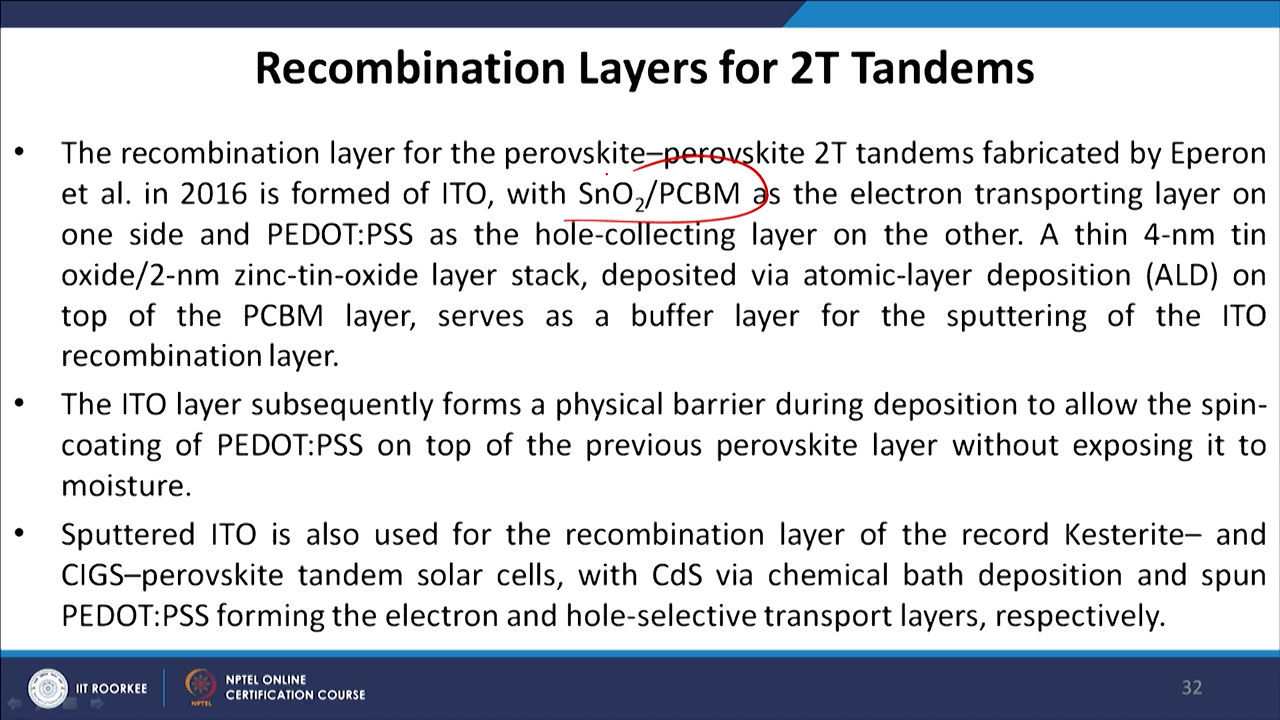 Recombination Layers for 2T Tandems
• The recombination layer for the perovskite–perovskite 2T tandems fabricated by Eperon
et al. in 2016 is formed of ITO, with SnO₂/PCBM as the electron transporting layer on
one side and PEDOT:PSS as the hole-collecting layer on the other. A thin 4-nm tin
oxide/2-nm zinc-tin-oxide layer stack, deposited via atomic-layer deposition (ALD) on
top of the PCBM layer, serves as a buffer layer for the sputtering of the ITO
recombination layer.
• The ITO layer subsequently forms a physical barrier during deposition to allow the spin-
coating of PEDOT:PSS on top of the previous perovskite layer without exposing it to
moisture.
• Sputtered ITO is also used for the recombination layer of the record Kesterite– and
CIGS–perovskite tandem solar cells, with CdS via chemical bath deposition and spun
PEDOT:PSS forming the electron and hole-selective transport layers, respectively.
IIT ROORKEE
NPTEL
NPTEL ONLINE
CERTIFICATION COURSE
32